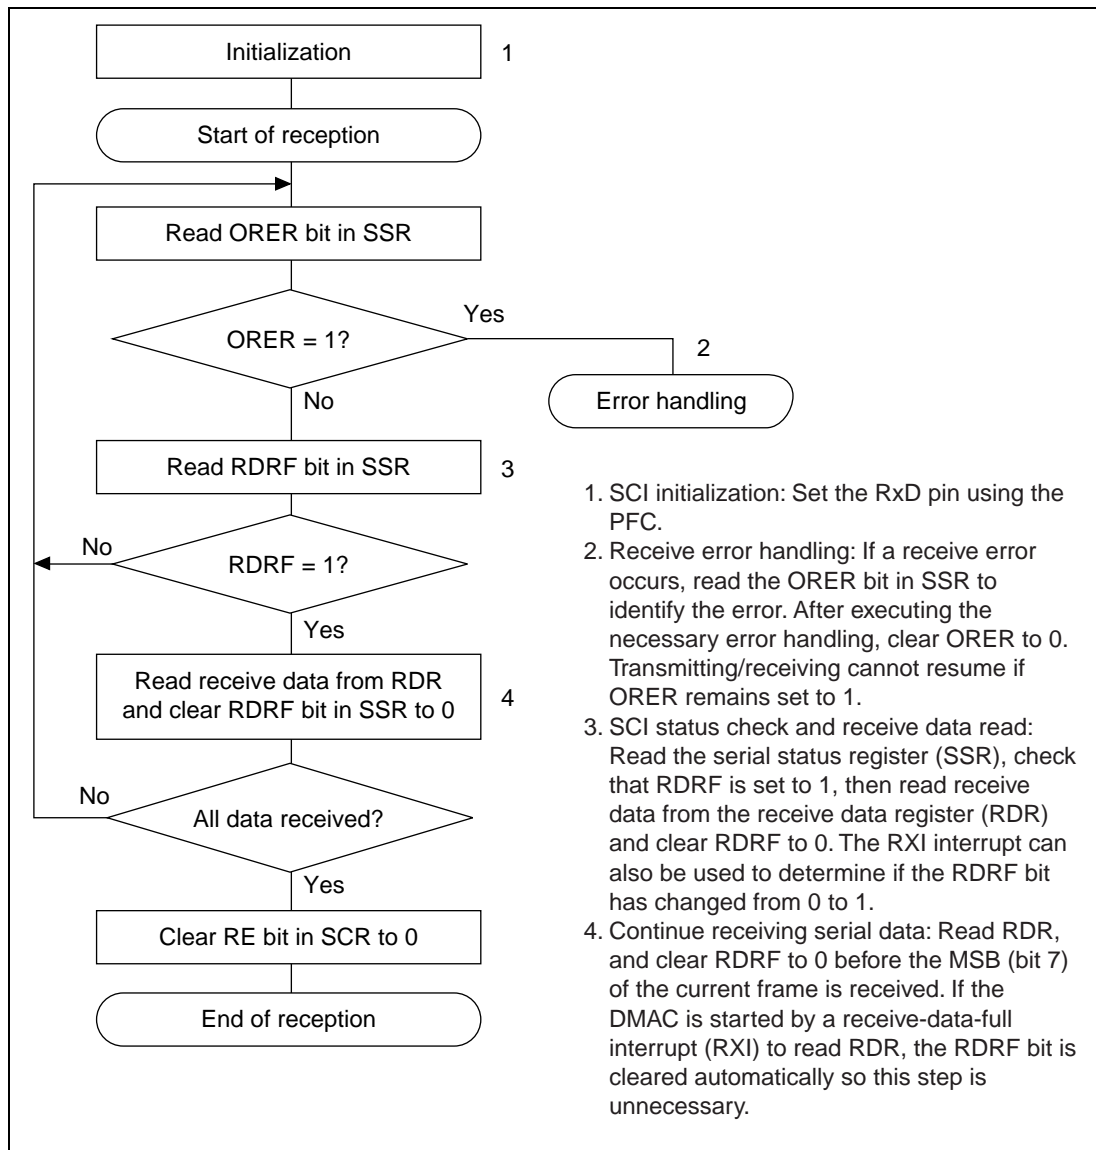 Initialization
1
Start of reception
Read ORER bit in SSR
Yes
ORER = 1?
2
No
Error handling
Read RDRF bit in SSR
3
No
RDRF = 1?
Yes
Read receive data from RDR
and clear RDRF bit in SSR to 0
4
No
All data received?
Yes
Clear RE bit in SCR to 0
End of reception
1. SCI initialization: Set the RxD pin using the
PFC.
2. Receive error handling: If a receive error
occurs, read the ORER bit in SSR to
identify the error. After executing the
necessary error handling, clear ORER to 0.
Transmitting/receiving cannot resume if
ORER remains set to 1.
3. SCI status check and receive data read:
Read the serial status register (SSR), check
that RDRF is set to 1, then read receive
data from the receive data register (RDR)
and clear RDRF to 0. The RXI interrupt can
also be used to determine if the RDRF bit
has changed from 0 to 1.
4. Continue receiving serial data: Read RDR,
and clear RDRF to 0 before the MSB (bit 7)
of the current frame is received. If the
DMAC is started by a receive-data-full
interrupt (RXI) to read RDR, the RDRF bit is
cleared automatically so this step is
unnecessary.